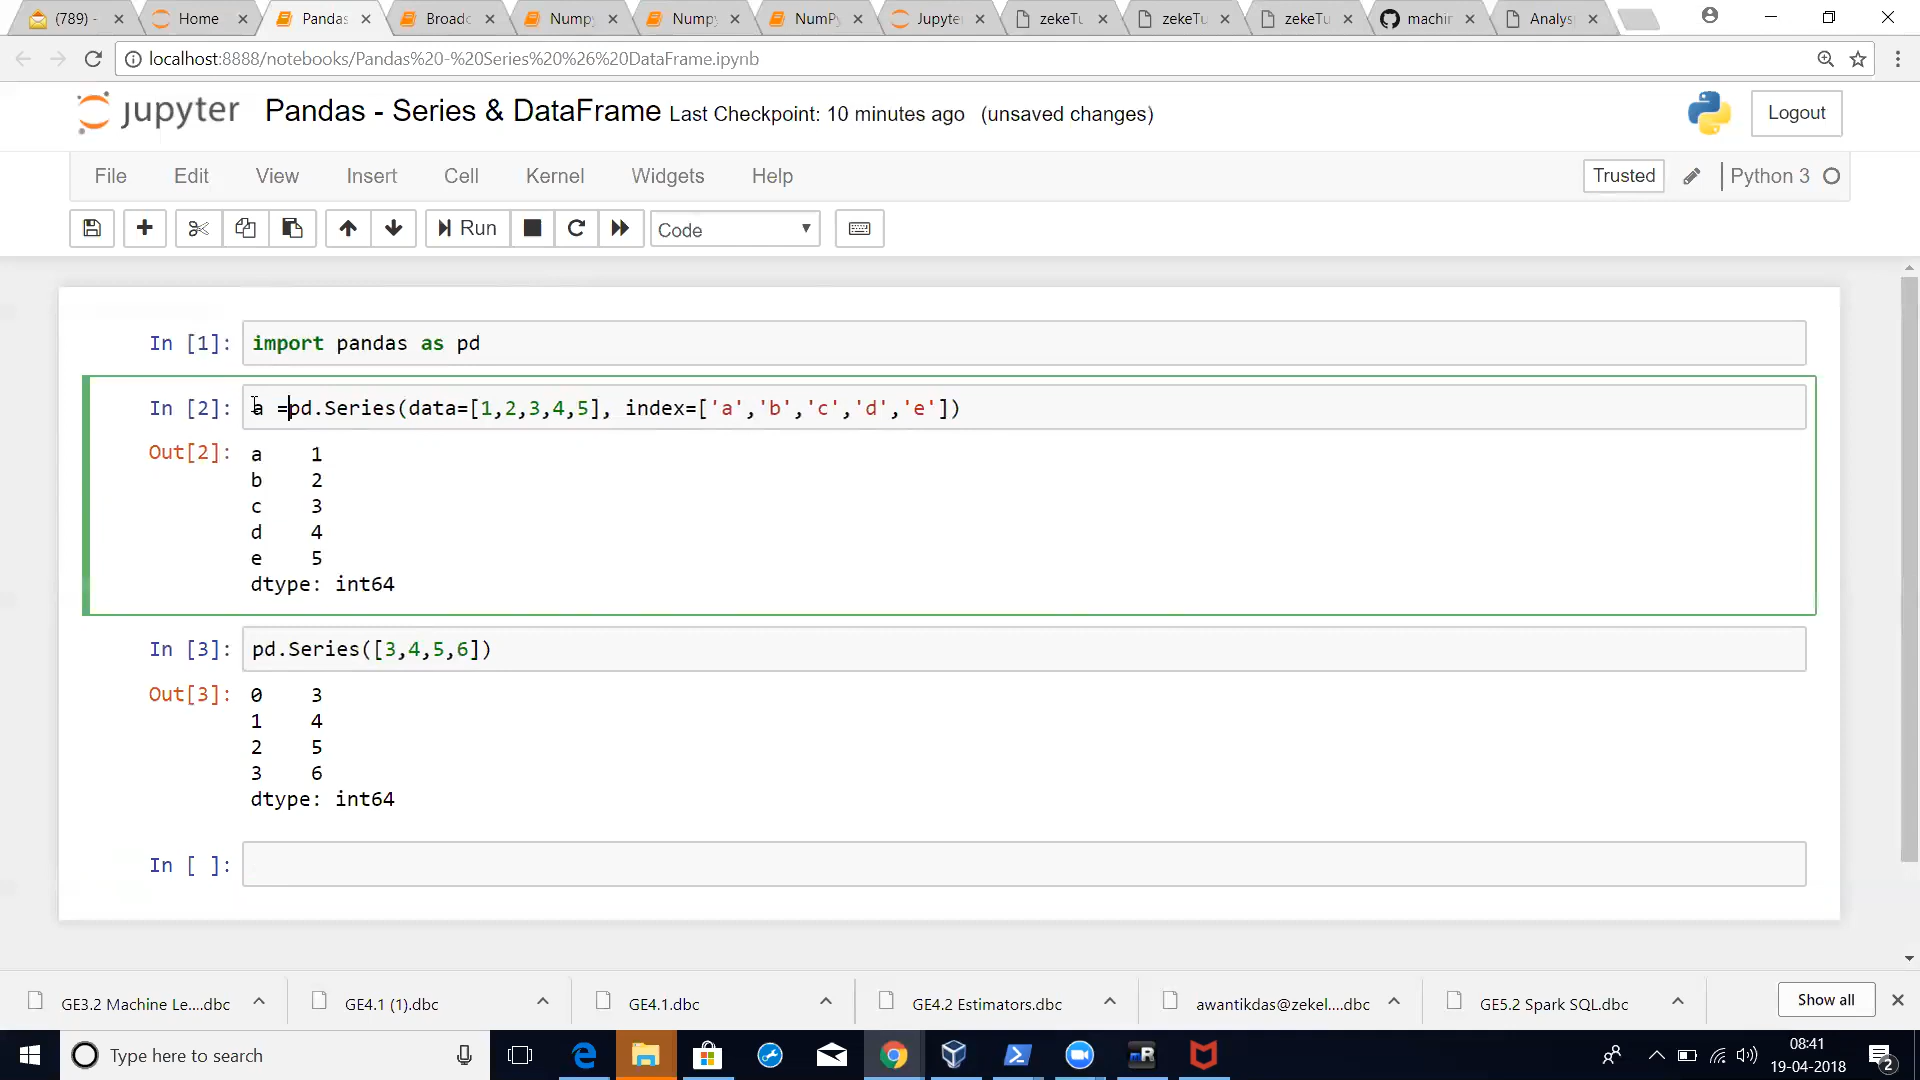 (789) - Home Pandas Broadc Numpy Numpy NumPy Jupyter zekeTu zekeTu zekeTu machin Analys
localhost:8888/notebooks/Pandas%20-%20Series%20%26%20DataFrame.ipynb
jupyter Pandas - Series & DataFrame Last Checkpoint: 10 minutes ago (unsaved changes) Logout
File Edit View Insert Cell Kernel Widgets Help Trusted Python 3
Run Code
In [1]: import pandas as pd
In [2]: a =pd.Series(data=[1,2,3,4,5], index=['a','b','c','d','e'])
Out[2]: a 1
b 2
c 3
d 4
e 5
dtype: int64
In [3]: pd.Series([3,4,5,6])
Out[3]: 0 3
1 4
2 5
3 6
dtype: int64
In [ ]:
GE3.2 Machine Le....dbc GE4.1 (1).dbc GE4.1.dbc GE4.2 Estimators.dbc awantikdas@zekel....dbc GE5.2 Spark SQL.dbc Show all
Type here to search
08:41
19-04-2018
2